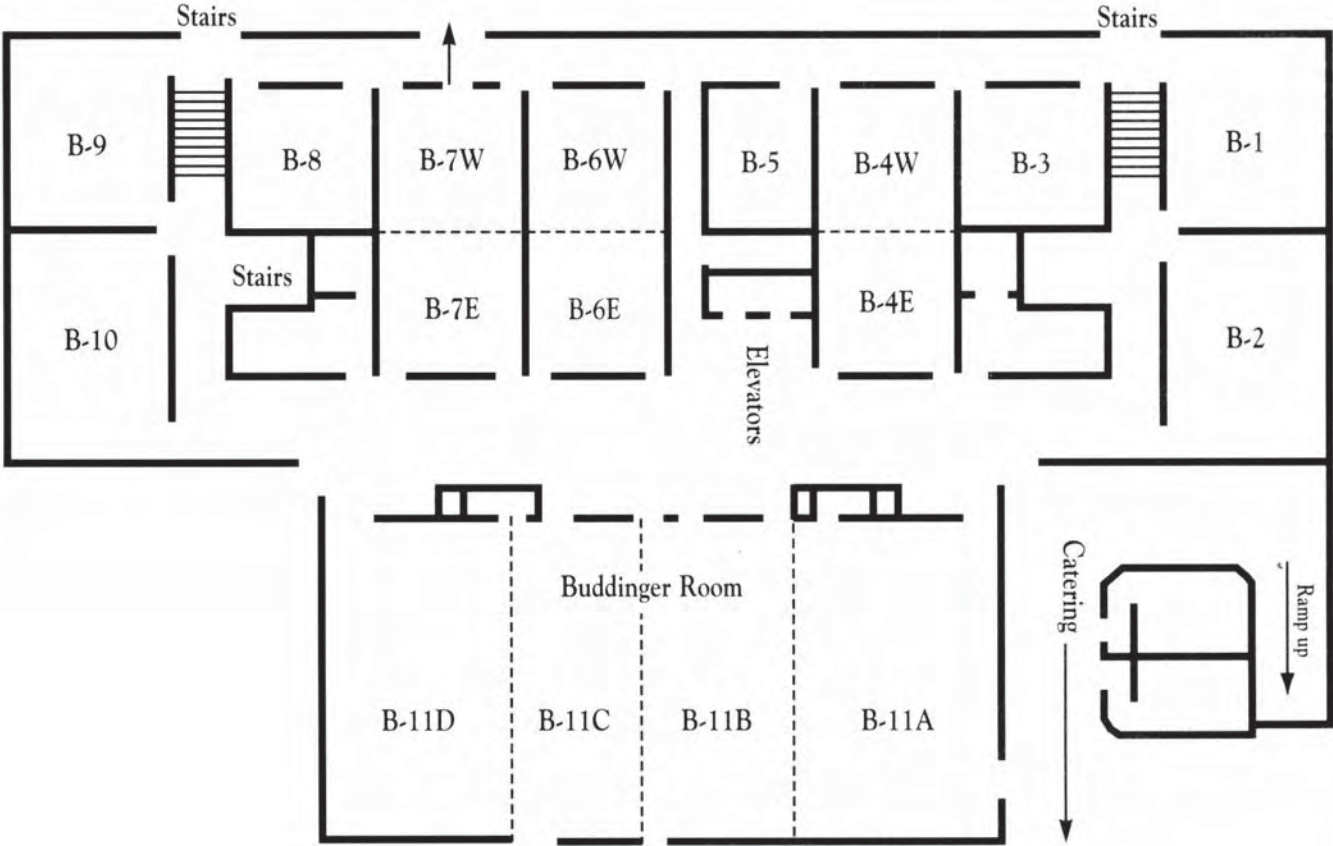 Stairs
Stairs
B-9
B-8
B-7W
B-6W
B-5
B-4W
B-3
B-1
Stairs
B-10
B-7E
B-6E
Elevators
B-4E
B-2
Buddinger Room
Catering
Ramp up
B-11D
B-11C
B-11B
B-11A